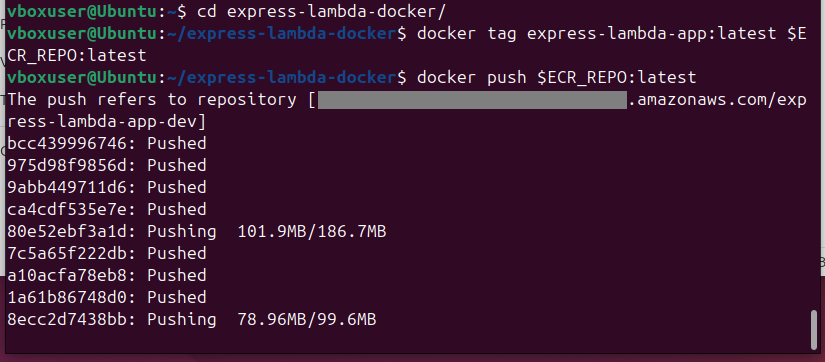 vboxuser@Ubuntu:~$ cd express-lambda-docker/
vboxuser@Ubuntu:~/express-lambda-docker$ docker tag express-lambda-app:latest $E
CR_REPO:latest
vboxuser@Ubuntu:~/express-lambda-docker$ docker push $ECR_REPO:latest
The push refers to repository [ .amazonaws.com/exp
ress-lambda-app-dev]
bcc439996746: Pushed
975d98f9856d: Pushed
9abb449711d6: Pushed
ca4cdf535e7e: Pushed
80e52ebf3a1d: Pushing  101.9MB/186.7MB
7c5a65f222db: Pushed
a10acfa78eb8: Pushed
1a61b86748d0: Pushed
8ecc2d7438bb: Pushing  78.96MB/99.6MB